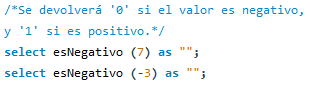 /*Se devolverá '0' si el valor es negativo,
y '1' si es positivo.*/
select esNegativo (7) as "";
select esNegativo (-3) as "";